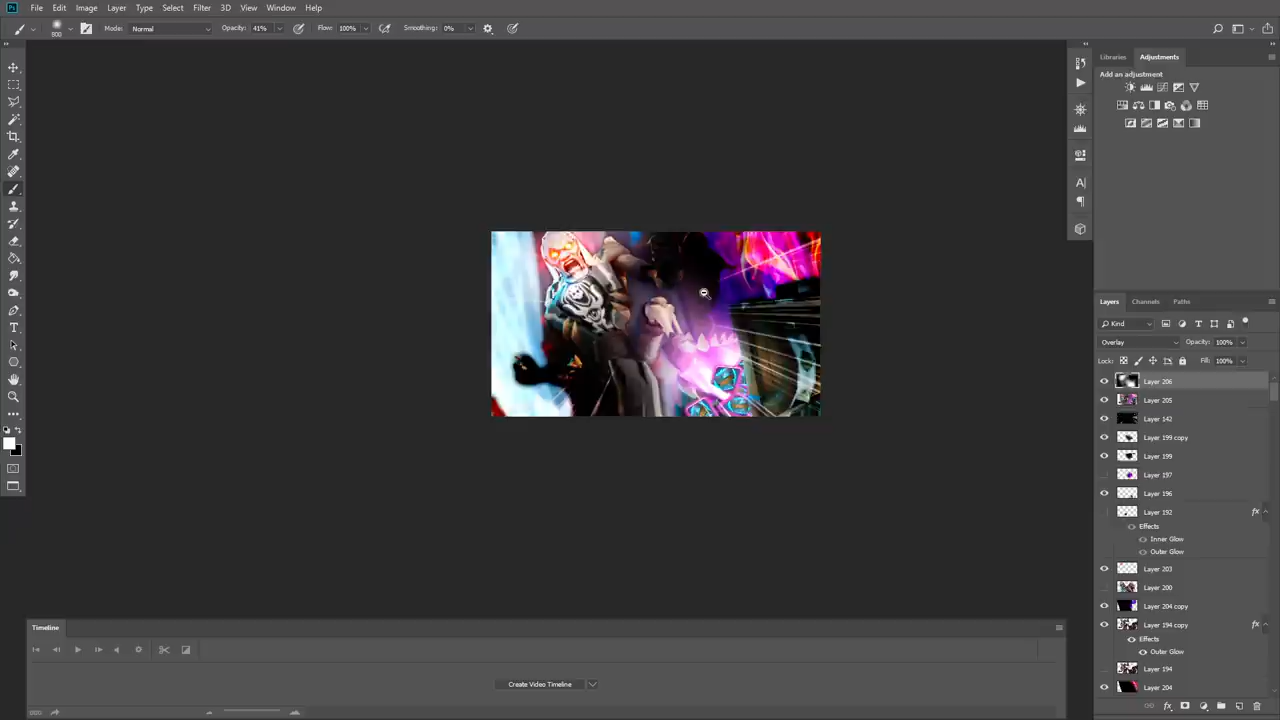 Ps File Edit Image Layer Type Select Filter 3D View Window Help
800 Mode: Normal Opacity: 41% Flow: 100% Smoothing: 0%
Libraries Adjustments
Add an adjustment
Layers Channels Paths
Kind
Overlay Opacity: 100%
Lock: Fill: 100%
Layer 206
Layer 205
Layer 142
Layer 199 copy
Layer 199
Layer 197
Layer 196
Layer 192 fx
Effects
Inner Glow
Outer Glow
Layer 203
Layer 200
Layer 204 copy
Layer 194 copy fx
Effects
Outer Glow
Layer 194
Layer 204
Timeline
Create Video Timeline